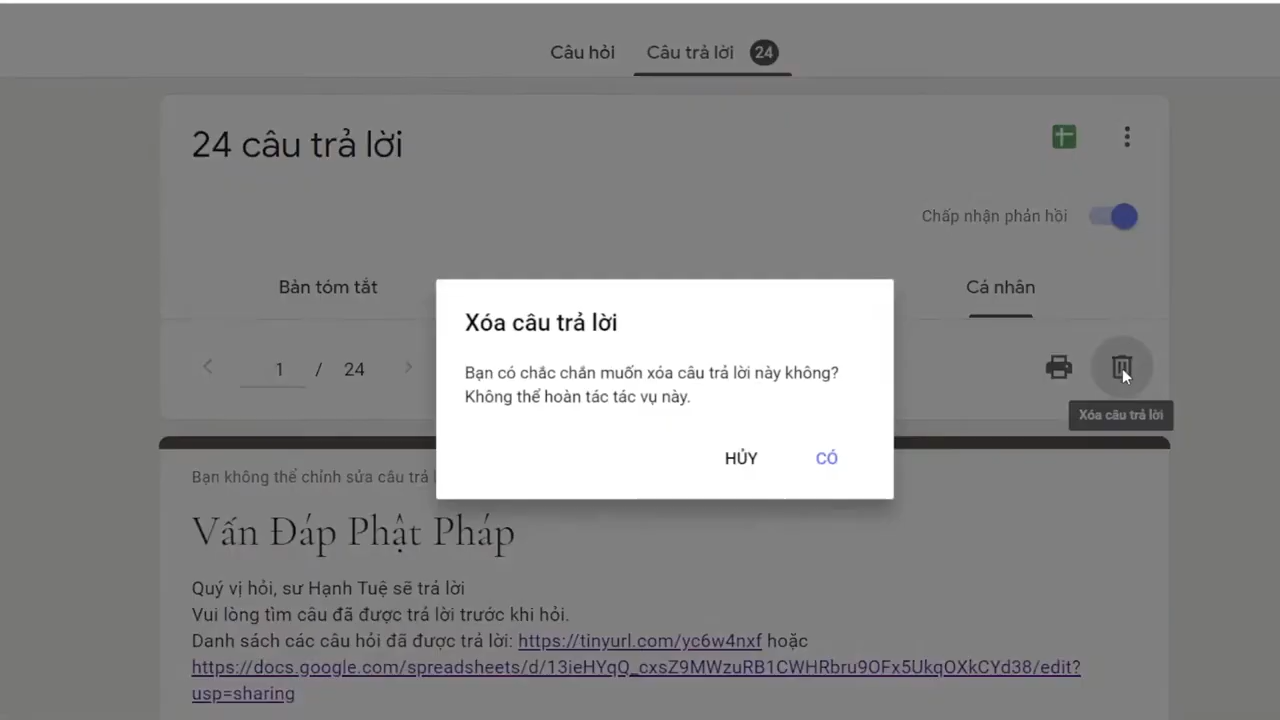 Câu hỏi
Câu trả lời 24
24 câu trả lời
Chấp nhận phản hồi
Bản tóm tắt
Cá nhân
1 / 24
Xóa câu trả lời
Xóa câu trả lời
Bạn có chắc chắn muốn xóa câu trả lời này không?
Không thể hoàn tác tác vụ này.
HỦY CÓ
Bạn không thể chỉnh sửa câu trả l
Vấn Đáp Phật Pháp
Quý vị hỏi, sư Hạnh Tuệ sẽ trả lời
Vui lòng tìm câu đã được trả lời trước khi hỏi.
Danh sách các câu hỏi đã được trả lời: https://tinyurl.com/yc6w4nxf hoặc
https://docs.google.com/spreadsheets/d/13ieHYqQ_cxsZ9MWzuRB1CWHRbru9OFx5UkqOXkCYd38/edit?
usp=sharing